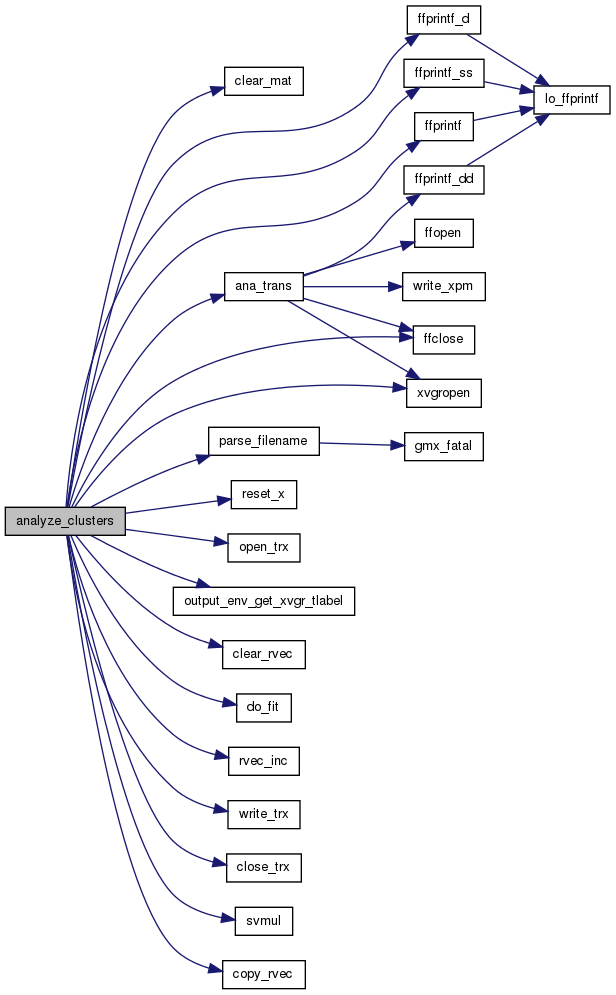 ffprintf_d
ffprintf_ss
clear_mat
lo_ffprintf
ffprintf
ffprintf_dd
ffopen
ana_trans
write_xpm
ffclose
xvgropen
parse_filename
gmx_fatal
reset_x
analyze_clusters
open_trx
output_env_get_xvgr_tlabel
clear_rvec
do_fit
rvec_inc
write_trx
close_trx
svmul
copy_rvec